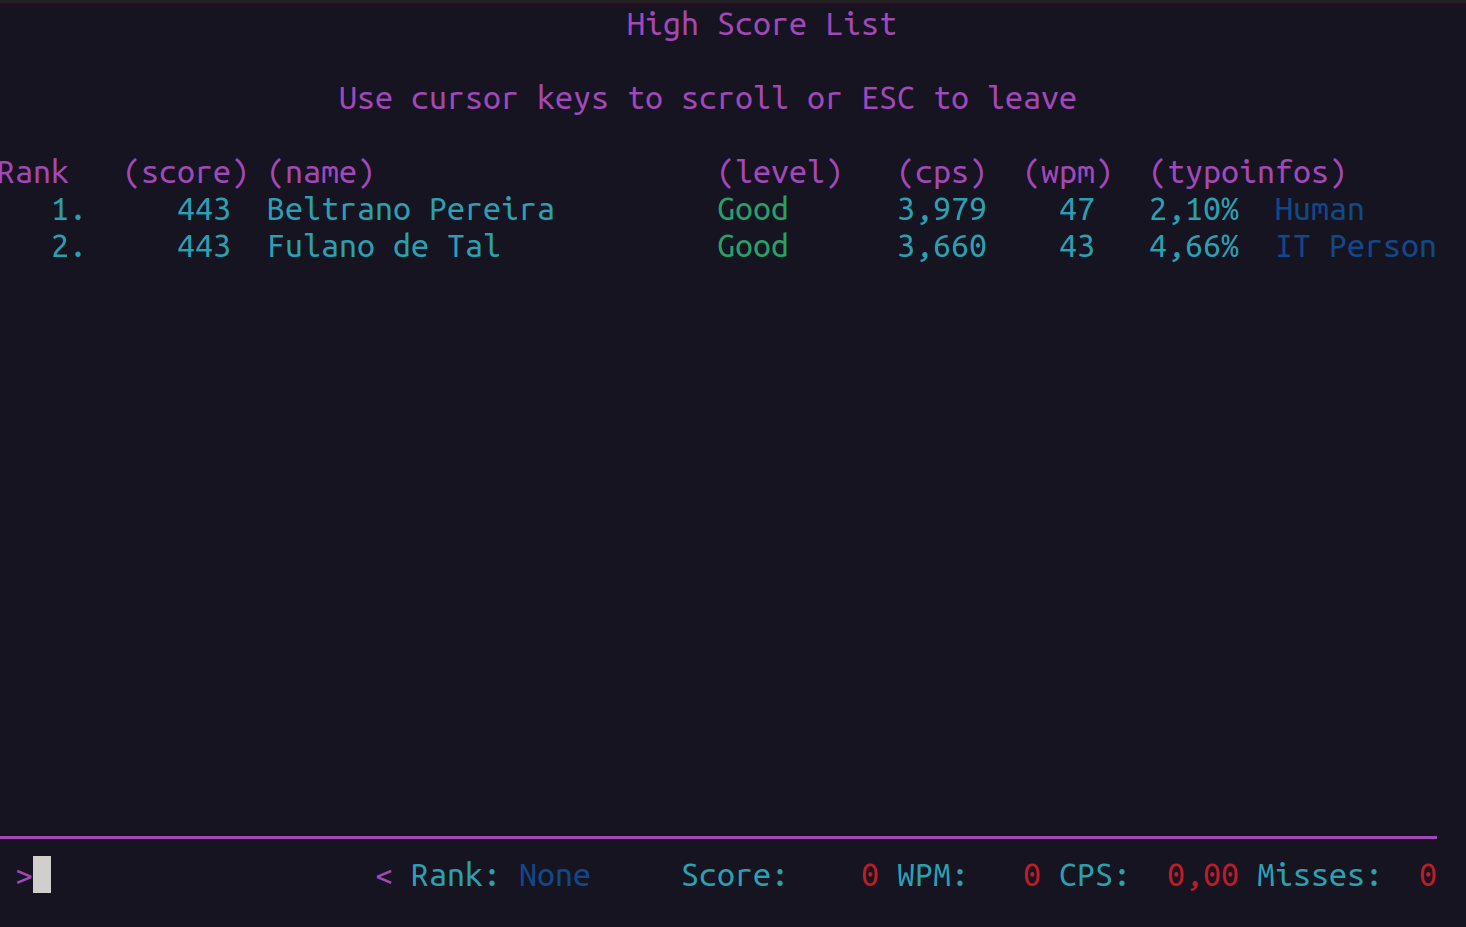 High Score List
Use cursor keys to scroll or ESC to leave
Rank (score) (name) (level) (cps) (wpm) (typoinfos)
1. 443 Beltrano Pereira Good 3,979 47 2,10% Human
2. 443 Fulano de Tal Good 3,660 43 4,66% IT Person
> < Rank: None Score: 0 WPM: 0 CPS: 0,00 Misses: 0